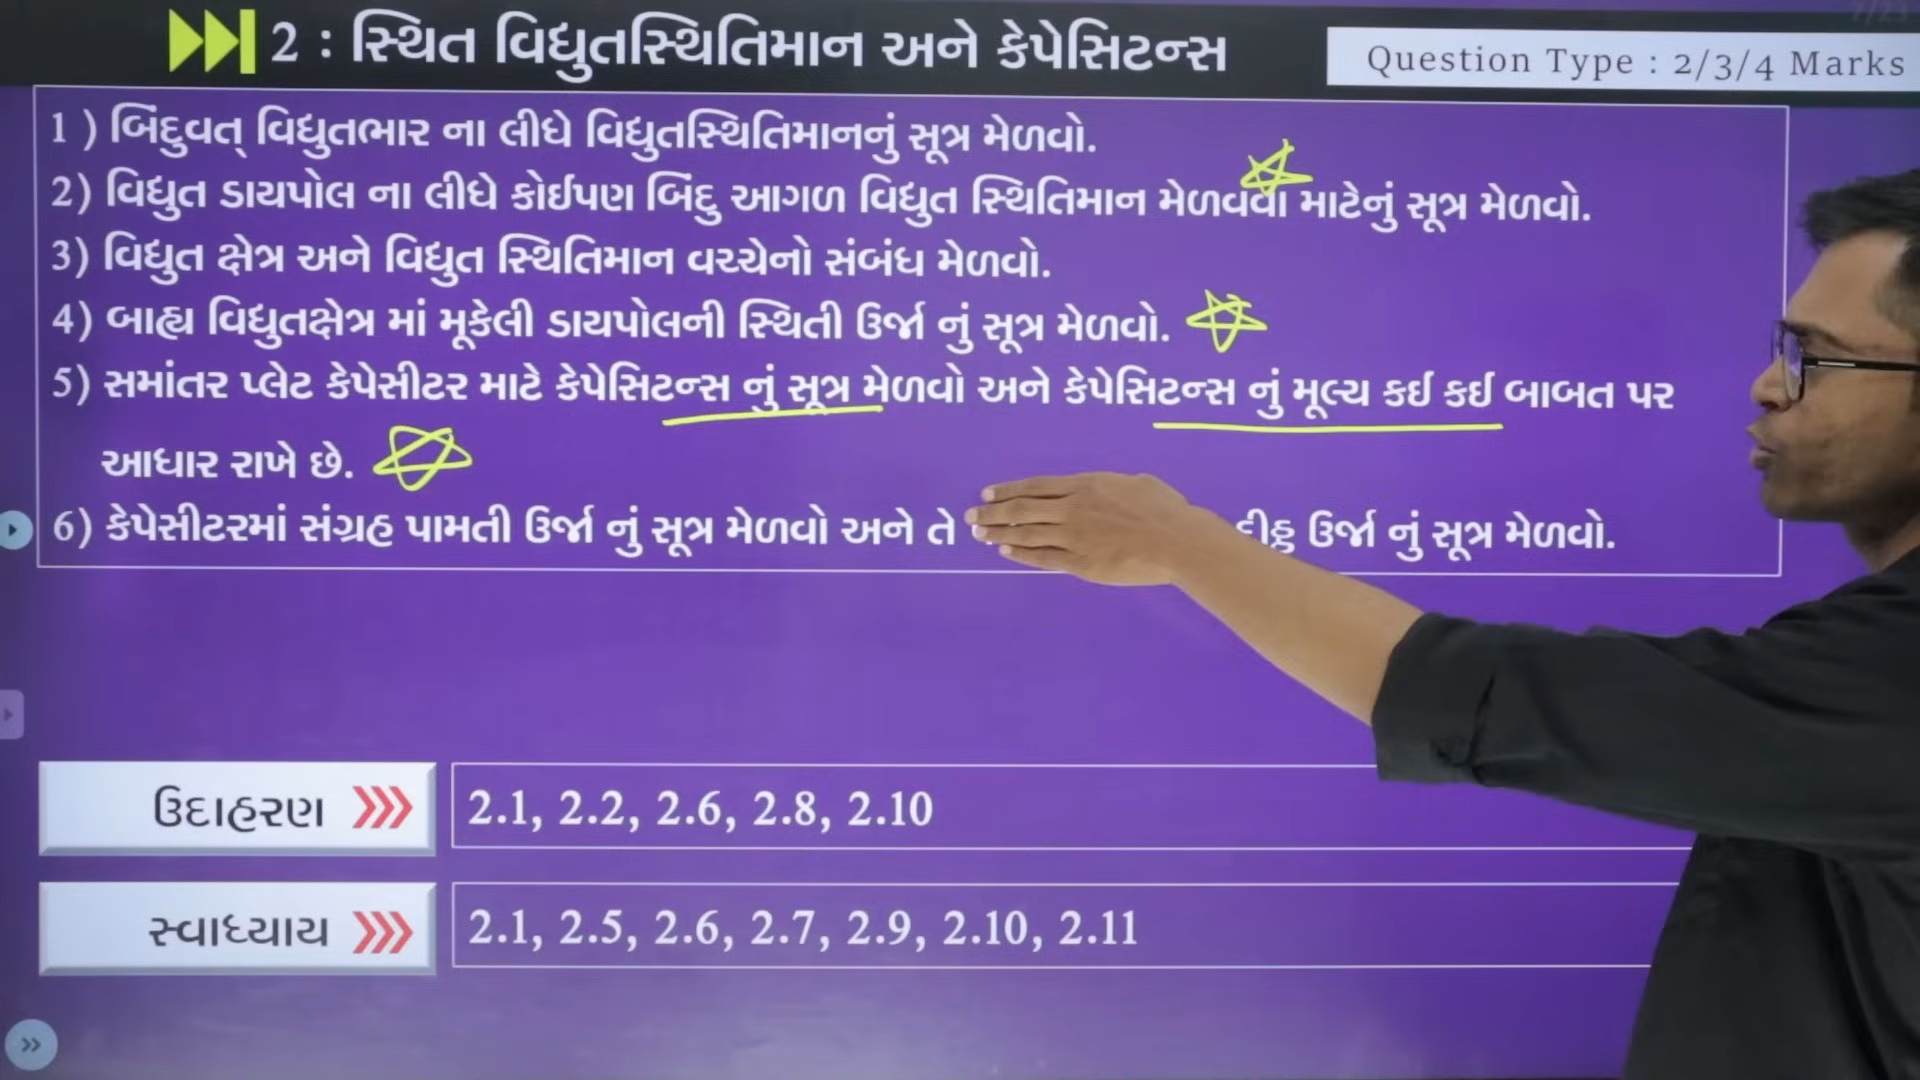 2 : સ્થિત વિદ્યુતસ્થિતિમાન અને કેપેસિટન્સ
Question Type : 2/3/4 Marks
1 ) બિંદુવત્ વિદ્યુતભાર ના લીધે વિદ્યુતસ્થિતિમાનનું સૂત્ર મેળવો.
2) વિદ્યુત ડાયપોલ ના લીધે કોઈપણ બિંદુ આગળ વિદ્યુત સ્થિતિમાન મેળવવા માટેનું સૂત્ર મેળવો.
3) વિદ્યુત ક્ષેત્ર અને વિદ્યુત સ્થિતિમાન વચ્ચેનો સંબંધ મેળવો.
4) બાહ્ય વિદ્યુતક્ષેત્ર માં મૂકેલી ડાયપોલની સ્થિતી ઉર્જા નું સૂત્ર મેળવો.
5) સમાંતર પ્લેટ કેપેસીટર માટે કેપેસિટન્સ નું સૂત્ર મેળવો અને કેપેસિટન્સ નું મૂલ્ય કઈ કઈ બાબત પર
આધાર રાખે છે.
6) કેપેસીટરમાં સંગ્રહ પામતી ઉર્જા નું સૂત્ર મેળવો અને તે ઉર્જા નું સૂત્ર મેળવો.
ઉદાહરણ
2.1, 2.2, 2.6, 2.8, 2.10
સ્વાધ્યાય
2.1, 2.5, 2.6, 2.7, 2.9, 2.10, 2.11